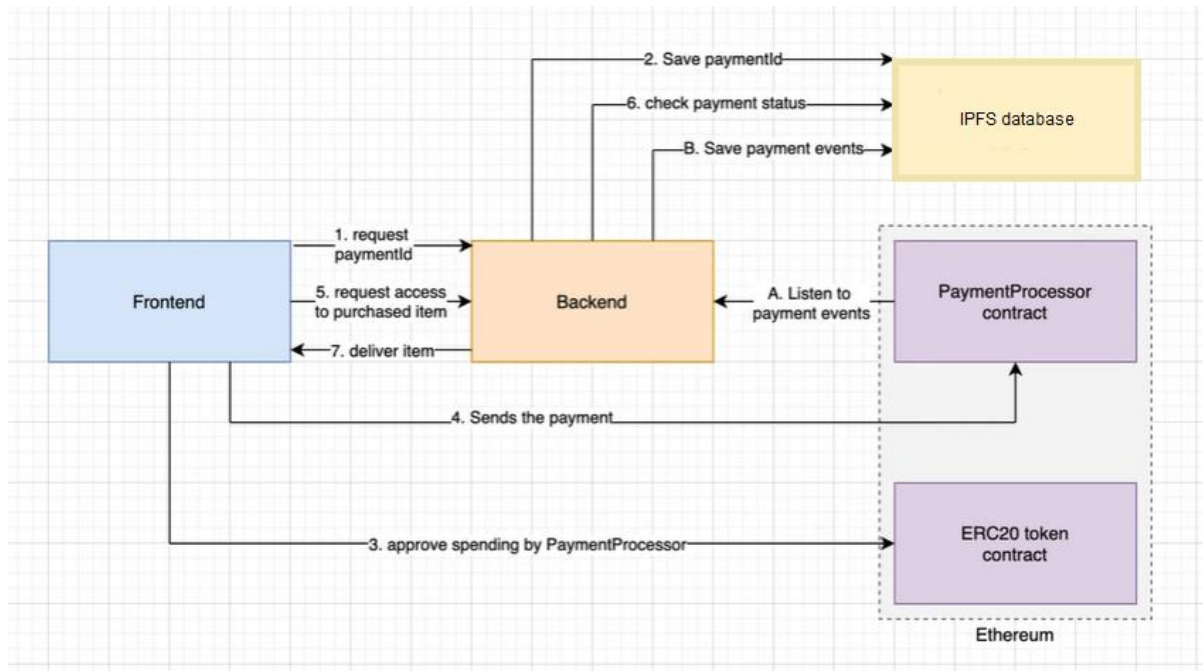 2. Save paymentId
6. check payment status
IPFS database
B. Save payment events
1. request
paymentId
Frontend
5. request access
to purchased item
Backend
A. Listen to
payment events
PaymentProcessor
contract
7. deliver item
4. Sends the payment
3. approve spending by PaymentProcessor
ERC20 token
contract
Ethereum